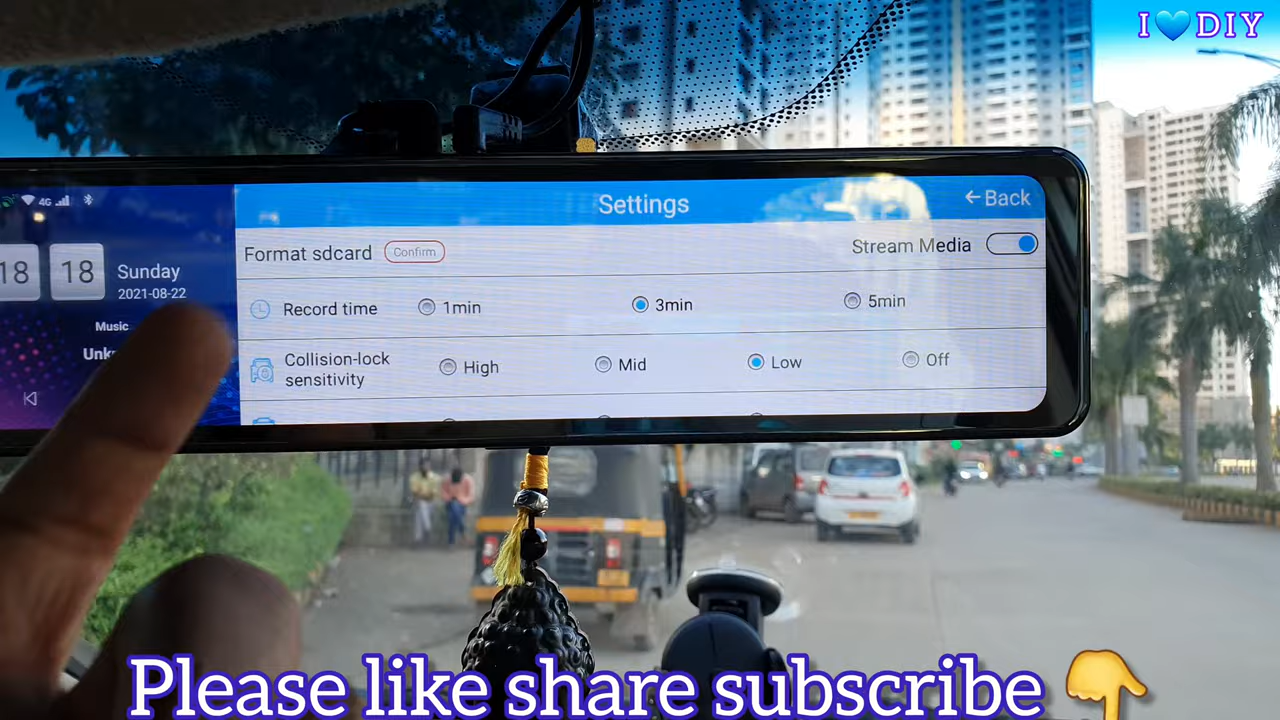 I💙DIY
Settings
←Back
4G
Format sdcard Confirm Stream Media
18 18 Sunday
2021-08-22
Record time 1min 3min 5min
Music
Collision-lock sensitivity High Mid Low Off
Please like share subscribe 👇